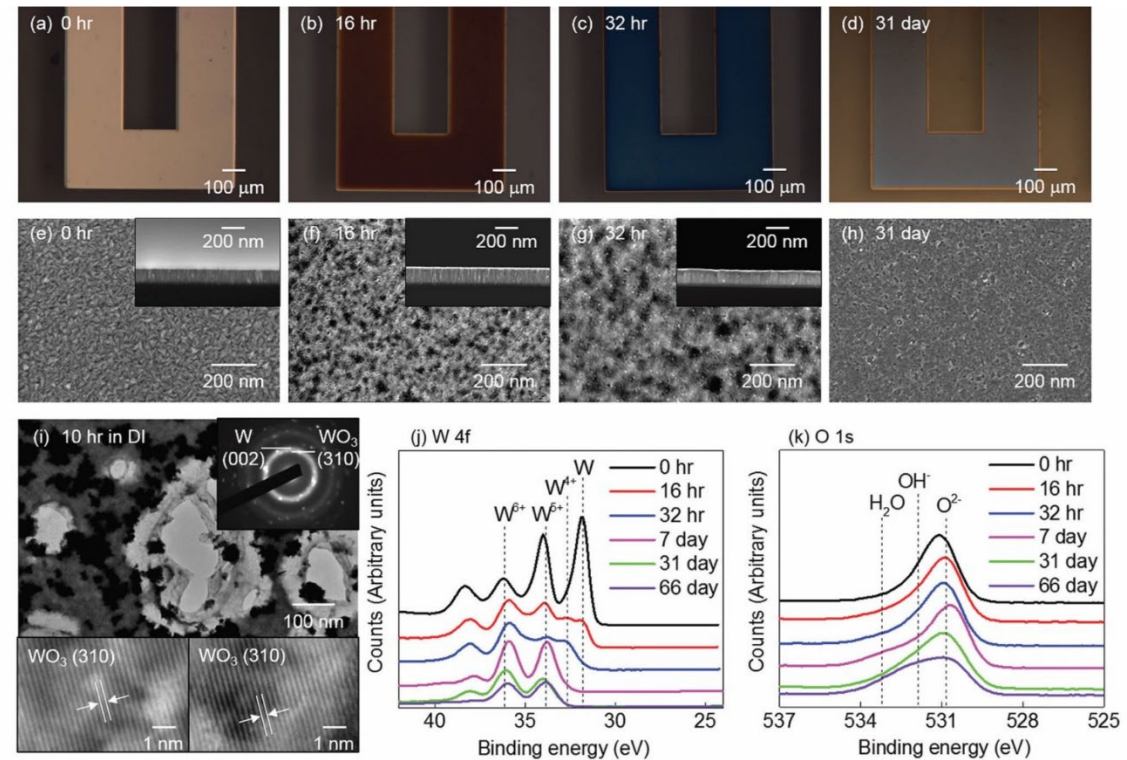 (a) 0 hr
100 μm
(b) 16 hr
100 μm
(c) 32 hr
100 μm
(d) 31 day
100 μm
(e) 0 hr
200 nm
200 nm
(f) 16 hr
200 nm
200 nm
(g) 32 hr
200 nm
200 nm
(h) 31 day
200 nm
(i) 10 hr in DI
W
(002)
WO₃
(310)
100 nm
WO₃ (310)
1 nm
WO₃ (310)
1 nm
(j) W 4f
W⁶⁺
W⁵⁺
W⁴⁺
W
0 hr
16 hr
32 hr
7 day
31 day
66 day
Counts (Arbitrary units)
40 35 30 25
Binding energy (eV)
(k) O 1s
H₂O
OH⁻
O²⁻
0 hr
16 hr
32 hr
7 day
31 day
66 day
Counts (Arbitrary units)
537 534 531 528 525
Binding energy (eV)